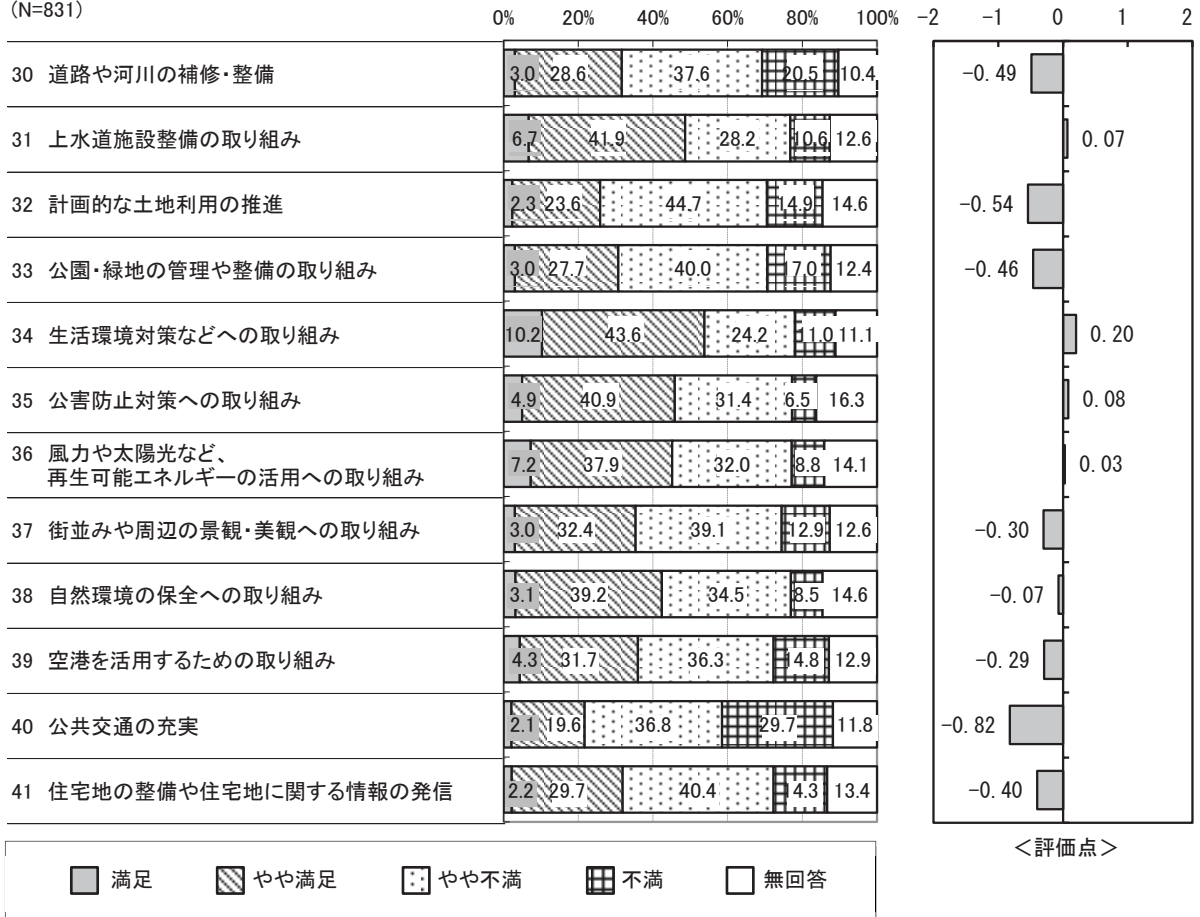 (N=831)
0% 20% 40% 60% 80% 100% -2 -1 0 1 2
30 道路や河川の補修・整備 3.0 28.6 37.6 20.5 10.4 -0.49
31 上水道施設整備の取り組み 6.7 41.9 28.2 10.6 12.6 0.07
32 計画的な土地利用の推進 2.3 23.6 44.7 14.9 14.6 -0.54
33 公園・緑地の管理や整備の取り組み 3.0 27.7 40.0 17.0 12.4 -0.46
34 生活環境対策などへの取り組み 10.2 43.6 24.2 11.0 11.1 0.20
35 公害防止対策への取り組み 4.9 40.9 31.4 6.5 16.3 0.08
36 風力や太陽光など、
再生可能エネルギーの活用への取り組み 7.2 37.9 32.0 8.8 14.1 0.03
37 街並みや周辺の景観・美観への取り組み 3.0 32.4 39.1 12.9 12.6 -0.30
38 自然環境の保全への取り組み 3.1 39.2 34.5 8.5 14.6 -0.07
39 空港を活用するための取り組み 4.3 31.7 36.3 14.8 12.9 -0.29
40 公共交通の充実 2.1 19.6 36.8 29.7 11.8 -0.82
41 住宅地の整備や住宅地に関する情報の発信 2.2 29.7 40.4 14.3 13.4 -0.40
＜評価点＞
満足 やや満足 やや不満 不満 無回答